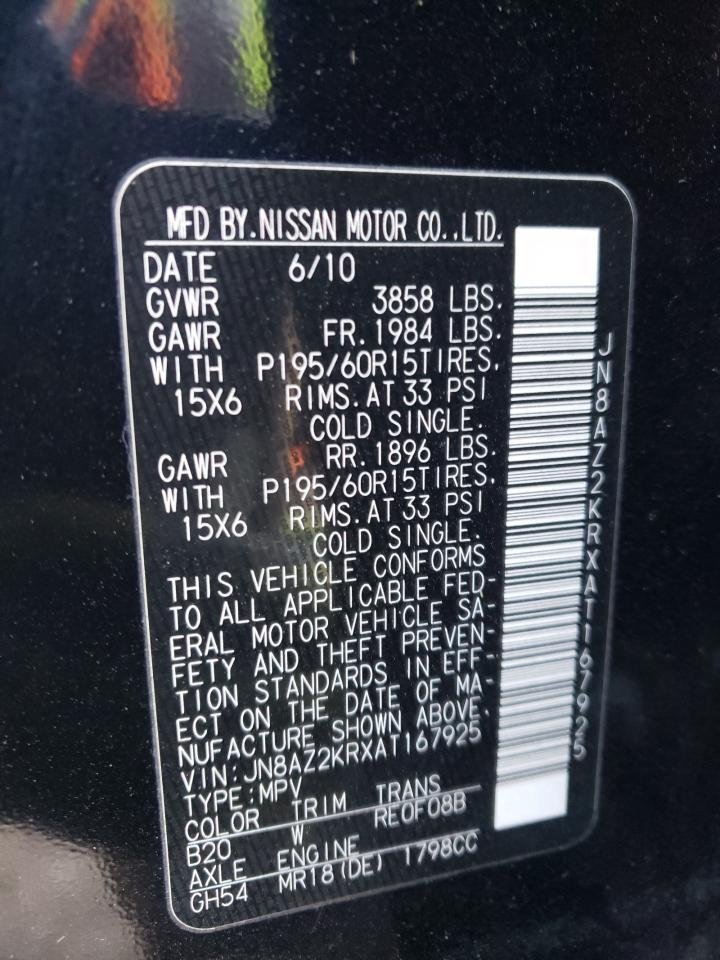 MFD BY.NISSAN MOTOR CO.,LTD.
DATE 6/10
GVWR 3858 LBS.
GAWR FR.1984 LBS.
WITH P195/60R15TIRES.
15X6 RIMS.AT 33 PSI
COLD SINGLE.
GAWR RR.1896 LBS.
WITH P195/60R15TIRES.
15X6 RIMS.AT 33 PSI
COLD SINGLE.
THIS VEHICLE CONFORMS
TO ALL APPLICABLE FED-
ERAL MOTOR VEHICLE SA-
FETY AND THEFT PREVEN-
TION STANDARDS IN EFF-
ECT ON THE DATE OF MA-
NUFACTURE SHOWN ABOVE.
VIN:JN8AZ2KRXAT167925
TYPE:MPV
COLOR TRIM TRANS
B20 W RE0F08B
AXLE ENGINE
GH54 MR18(DE) 1798CC
JN8AZ2KRXAT167925